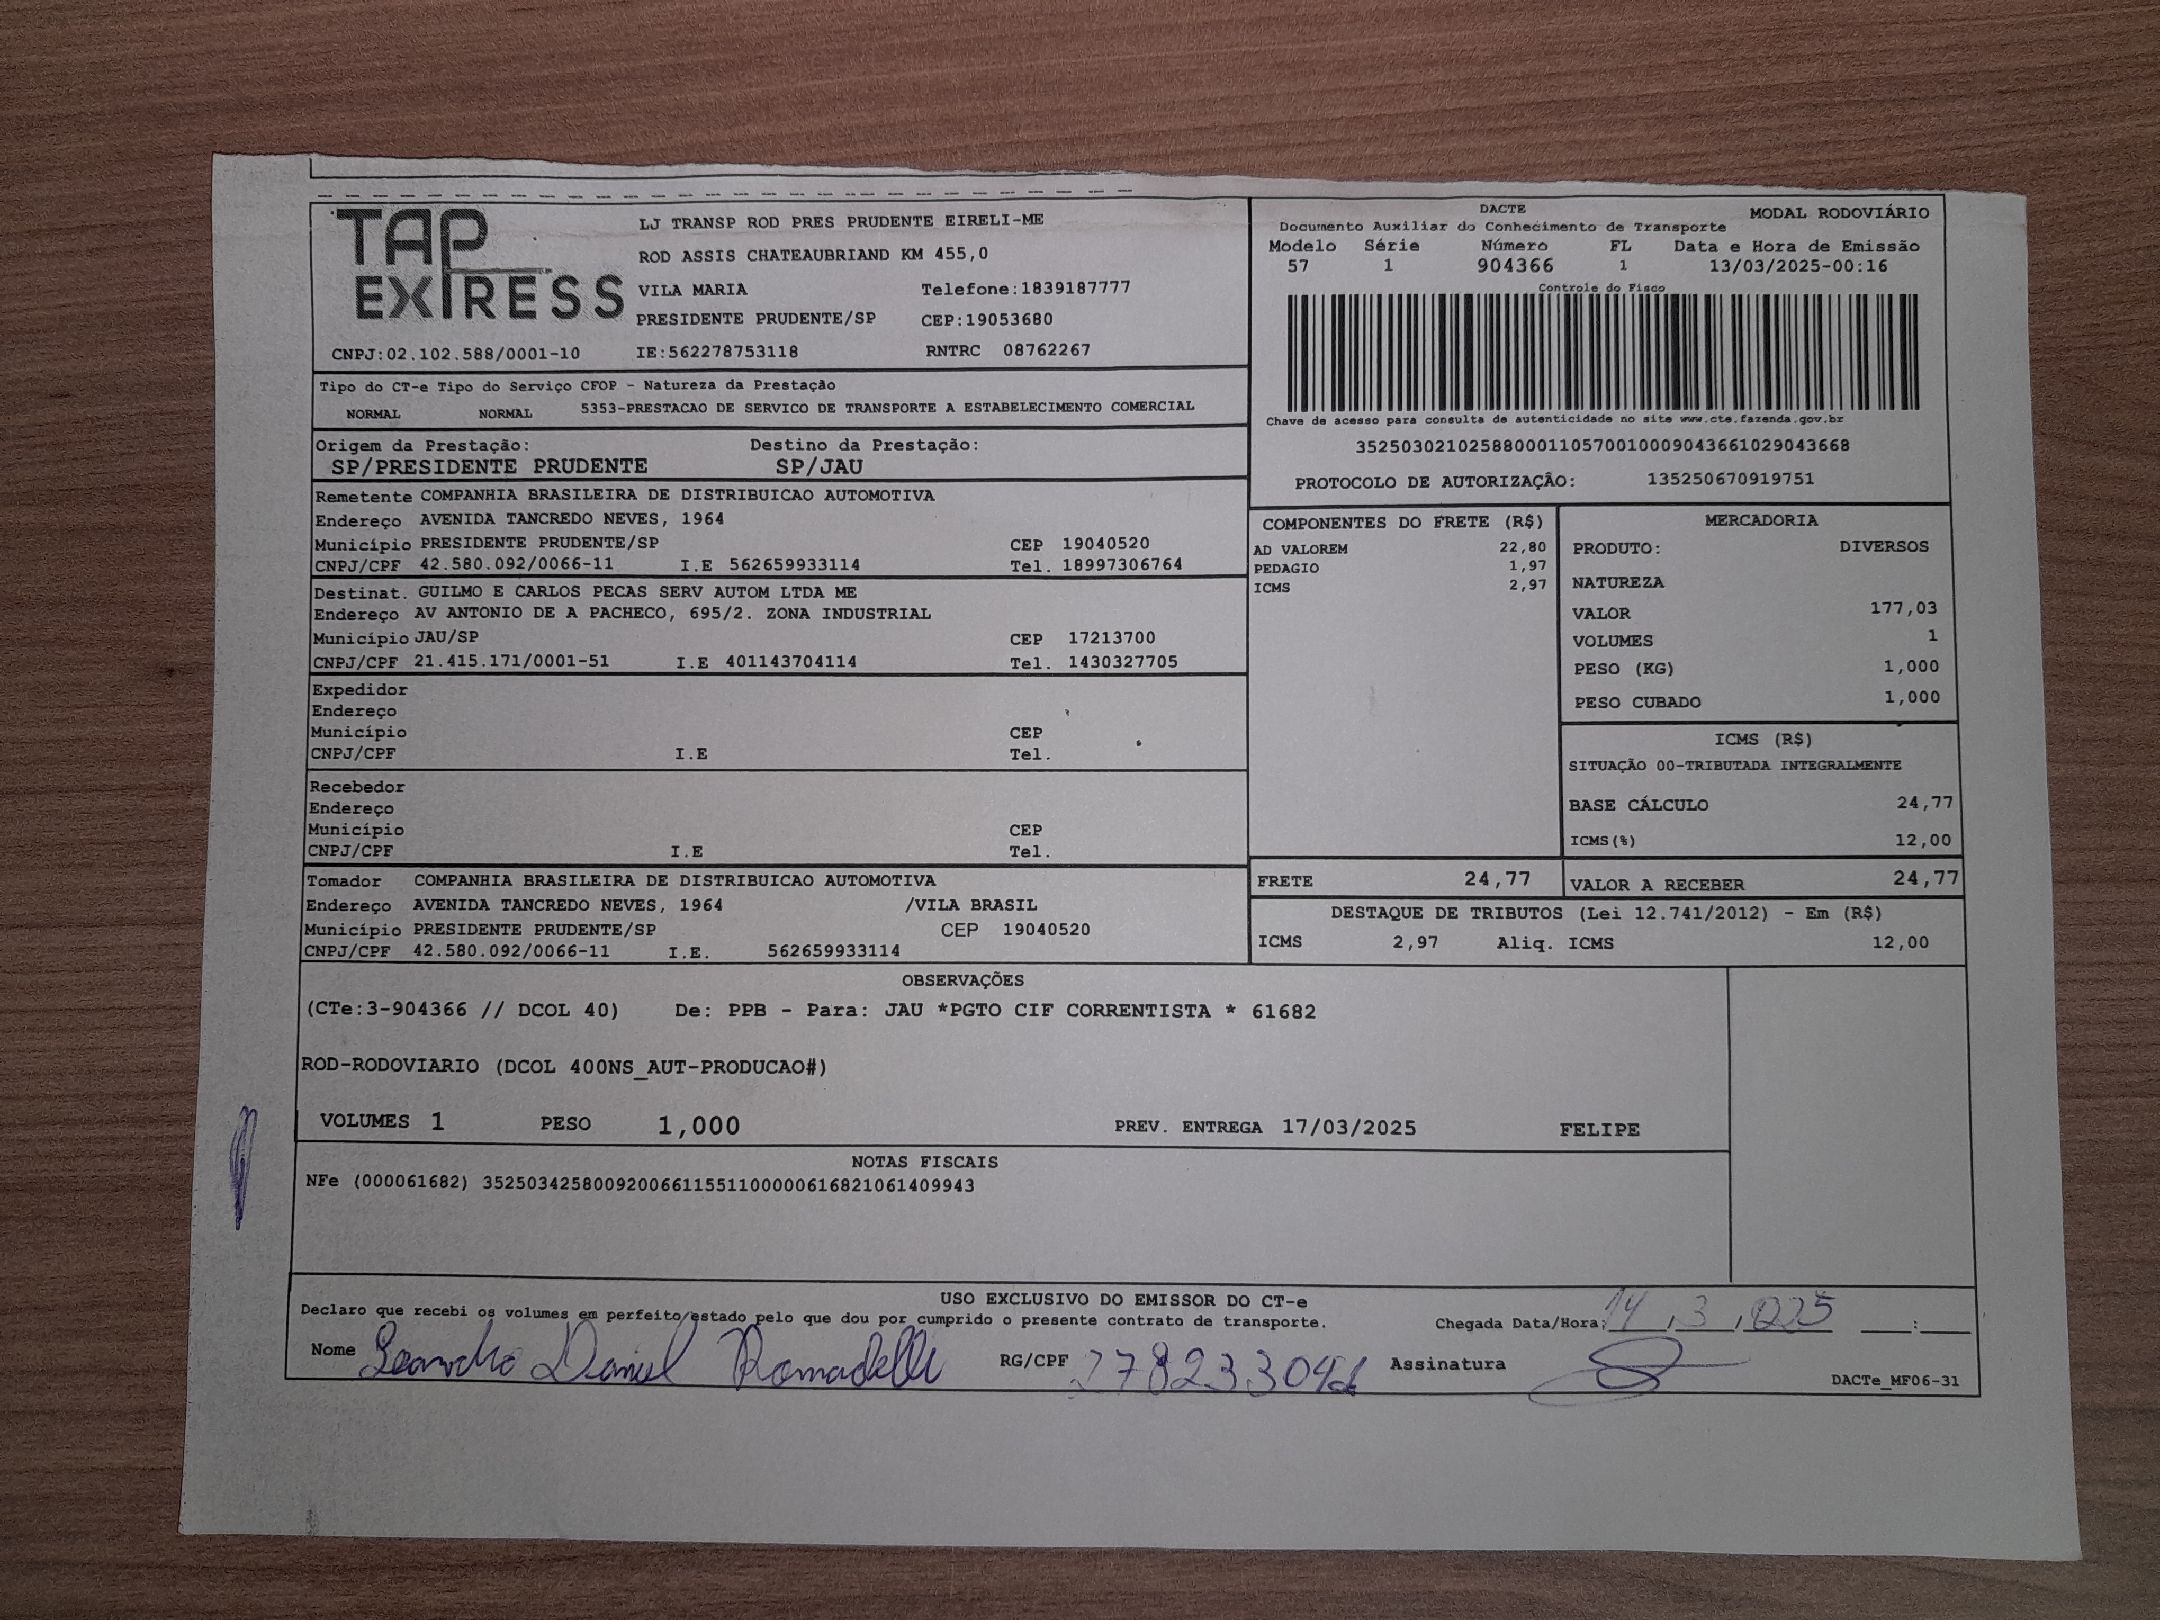 TAP
EXPRESS
LJ TRANSP ROD PRES PRUDENTE EIRELI-ME
ROD ASSIS CHATEAUBRIAND KM 455,0
VILA MARIA Telefone:1839187777
PRESIDENTE PRUDENTE/SP CEP:19053680
CNPJ:02.102.588/0001-10 IE:562278753118 RNTRC 08762267
DACTE MODAL RODOVIÁRIO
Documento Auxiliar do Conhecimento de Transporte
Modelo Série Número FL Data e Hora de Emissão
57 1 904366 1 13/03/2025-00:16
Controle do Fisco
Chave de acesso para consulta de autenticidade no site www.cte.fazenda.gov.br
35250302102588000110570010009043661029043668
PROTOCOLO DE AUTORIZAÇÃO: 135250670919751
Tipo do CT-e Tipo do Serviço CFOP - Natureza da Prestação
NORMAL NORMAL 5353-PRESTACAO DE SERVICO DE TRANSPORTE A ESTABELECIMENTO COMERCIAL
Origem da Prestação: Destino da Prestação:
SP/PRESIDENTE PRUDENTE SP/JAU
Remetente COMPANHIA BRASILEIRA DE DISTRIBUICAO AUTOMOTIVA
Endereço AVENIDA TANCREDO NEVES, 1964
Município PRESIDENTE PRUDENTE/SP CEP 19040520
CNPJ/CPF 42.580.092/0066-11 I.E 562659933114 Tel. 18997306764
Destinat. GUILMO E CARLOS PECAS SERV AUTOM LTDA ME
Endereço AV ANTONIO DE A PACHECO, 695/2. ZONA INDUSTRIAL
Município JAU/SP CEP 17213700
CNPJ/CPF 21.415.171/0001-51 I.E 401143704114 Tel. 1430327705
Expedidor
Endereço
Município CEP
CNPJ/CPF I.E Tel.
Recebedor
Endereço
Município CEP
CNPJ/CPF I.E Tel.
Tomador COMPANHIA BRASILEIRA DE DISTRIBUICAO AUTOMOTIVA
Endereço AVENIDA TANCREDO NEVES, 1964 /VILA BRASIL
Município PRESIDENTE PRUDENTE/SP CEP 19040520
CNPJ/CPF 42.580.092/0066-11 I.E. 562659933114
COMPONENTES DO FRETE (R$)
AD VALOREM 22,80
PEDAGIO 1,97
ICMS 2,97
MERCADORIA
PRODUTO: DIVERSOS
NATUREZA
VALOR 177,03
VOLUMES 1
PESO (KG) 1,000
PESO CUBADO 1,000
ICMS (R$)
SITUAÇÃO 00-TRIBUTADA INTEGRALMENTE
BASE CÁLCULO 24,77
ICMS(%) 12,00
FRETE 24,77 VALOR A RECEBER 24,77
DESTAQUE DE TRIBUTOS (Lei 12.741/2012) - Em (R$)
ICMS 2,97 Aliq. ICMS 12,00
OBSERVAÇÕES
(CTe:3-904366 // DCOL 40) De: PPB - Para: JAU *PGTO CIF CORRENTISTA * 61682
ROD-RODOVIARIO (DCOL 400NS_AUT-PRODUCAO#)
VOLUMES 1 PESO 1,000 PREV. ENTREGA 17/03/2025 FELIPE
NOTAS FISCAIS
NFe (000061682) 35250342580092006611551100000616821061409943
USO EXCLUSIVO DO EMISSOR DO CT-e
Declaro que recebi os volumes em perfeito/estado pelo que dou por cumprido o presente contrato de transporte.
Chegada Data/Hora: 14 , 3 , 025 :
Nome Leandro Daniel Romadelli RG/CPF Assinatura
DACTe_MF06-31